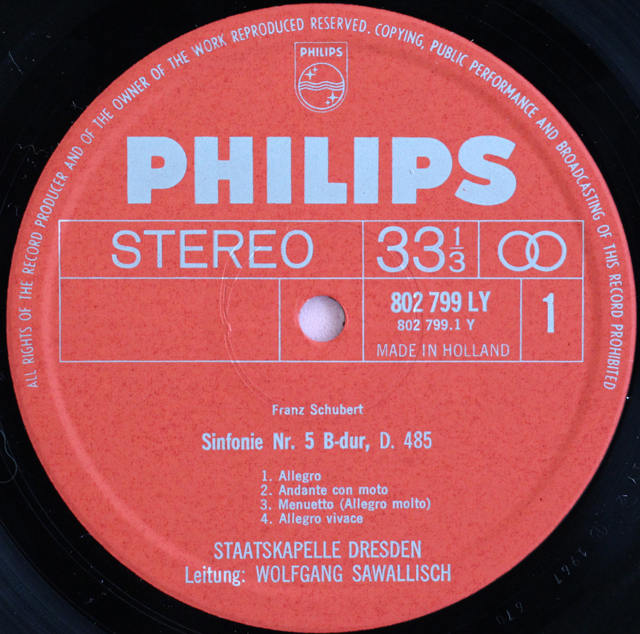 ALL RIGHTS OF THE RECORD PRODUCER AND OF THE OWNER OF THE WORK REPRODUCED RESERVED. COPYING, PUBLIC PERFORMANCE AND BROADCASTING OF THIS RECORD PROHIBITED
PHILIPS
PHILIPS
STEREO 33 1/3
802 799 LY 1
802 799.1 Y
MADE IN HOLLAND
Franz Schubert
Sinfonie Nr. 5 B-dur, D. 485
1. Allegro
2. Andante con moto
3. Menuetto (Allegro molto)
4. Allegro vivace
STAATSKAPELLE DRESDEN
Leitung: WOLFGANG SAWALLISCH